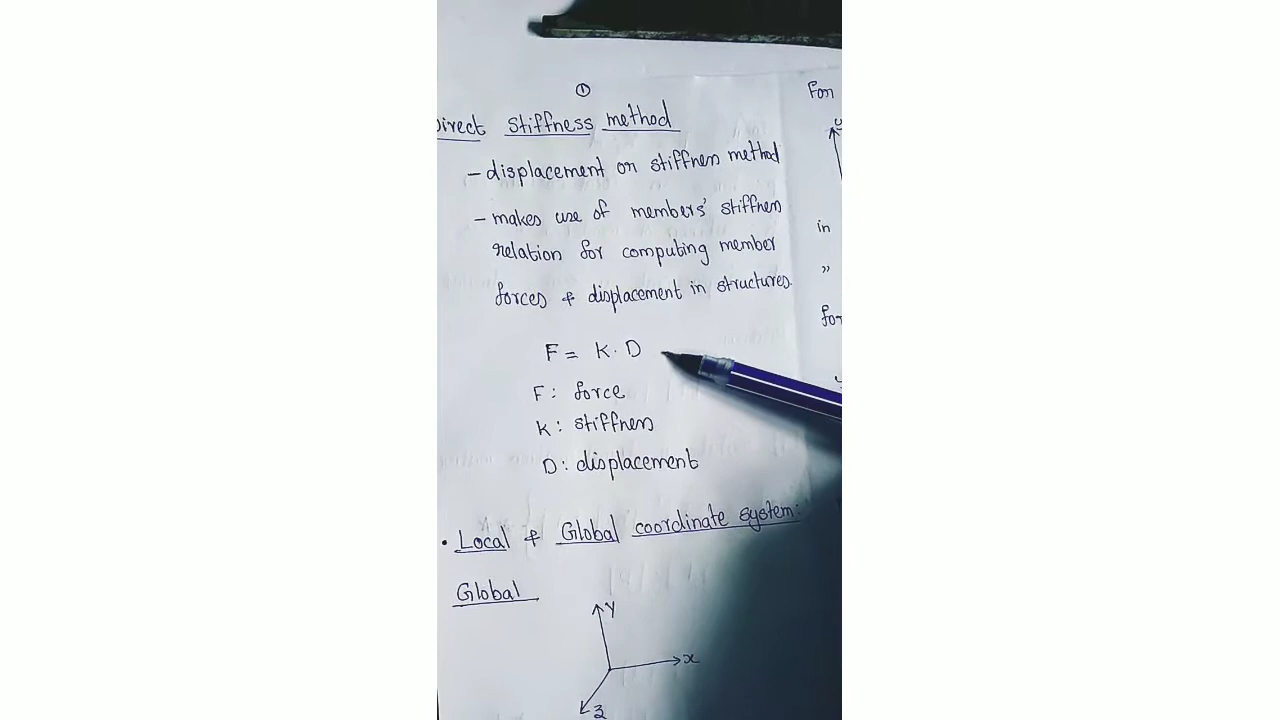 ①
Direct Stiffness method
- displacement or stiffness method
- makes use of members' stiffness
relation for computing member
forces & displacement in structures.
F = K. D
F: force
K: stiffness
D: displacement
• Local & Global coordinate system:
Global
y
x
z
For
in
"
for